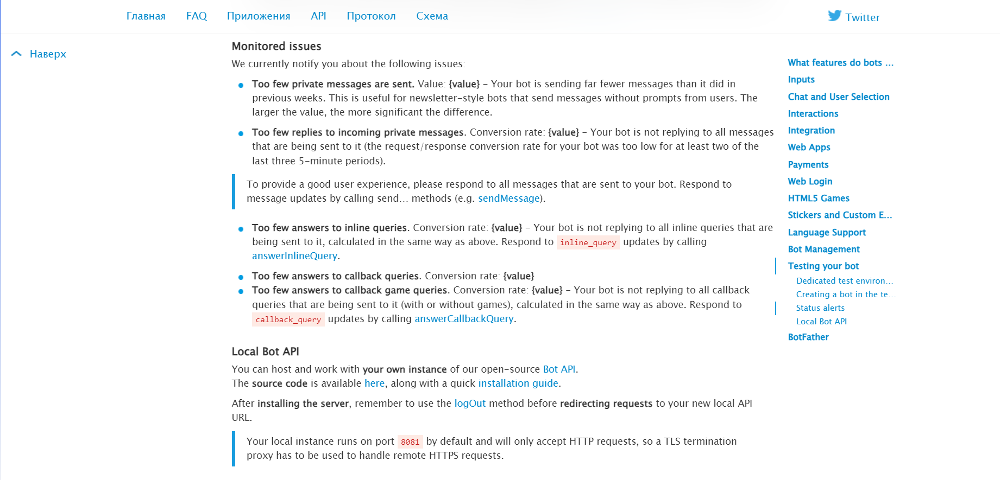 Главная FAQ Приложения API Протокол Схема Twitter
Наверх
Monitored issues
We currently notify you about the following issues:
Too few private messages are sent. Value: {value} – Your bot is sending far fewer messages than it did in
previous weeks. This is useful for newsletter-style bots that send messages without prompts from users. The
larger the value, the more significant the difference.
Too few replies to incoming private messages. Conversion rate: {value} – Your bot is not replying to all messages
that are being sent to it (the request/response conversion rate for your bot was too low for at least two of the
last three 5-minute periods).
To provide a good user experience, please respond to all messages that are sent to your bot. Respond to
message updates by calling send… methods (e.g. sendMessage).
Too few answers to inline queries. Conversion rate: {value} – Your bot is not replying to all inline queries that are
being sent to it, calculated in the same way as above. Respond to inline_query updates by calling
answerInlineQuery.
Too few answers to callback queries. Conversion rate: {value}
Too few answers to callback game queries. Conversion rate: {value} – Your bot is not replying to all callback
queries that are being sent to it (with or without games), calculated in the same way as above. Respond to
callback_query updates by calling answerCallbackQuery.
Local Bot API
You can host and work with your own instance of our open-source Bot API.
The source code is available here, along with a quick installation guide.
After installing the server, remember to use the logOut method before redirecting requests to your new local API
URL.
Your local instance runs on port 8081 by default and will only accept HTTP requests, so a TLS termination
proxy has to be used to handle remote HTTPS requests.
What features do bots ...
Inputs
Chat and User Selection
Interactions
Integration
Web Apps
Payments
Web Login
HTML5 Games
Stickers and Custom E...
Language Support
Bot Management
Testing your bot
Dedicated test environ...
Creating a bot in the te...
Status alerts
Local Bot API
BotFather